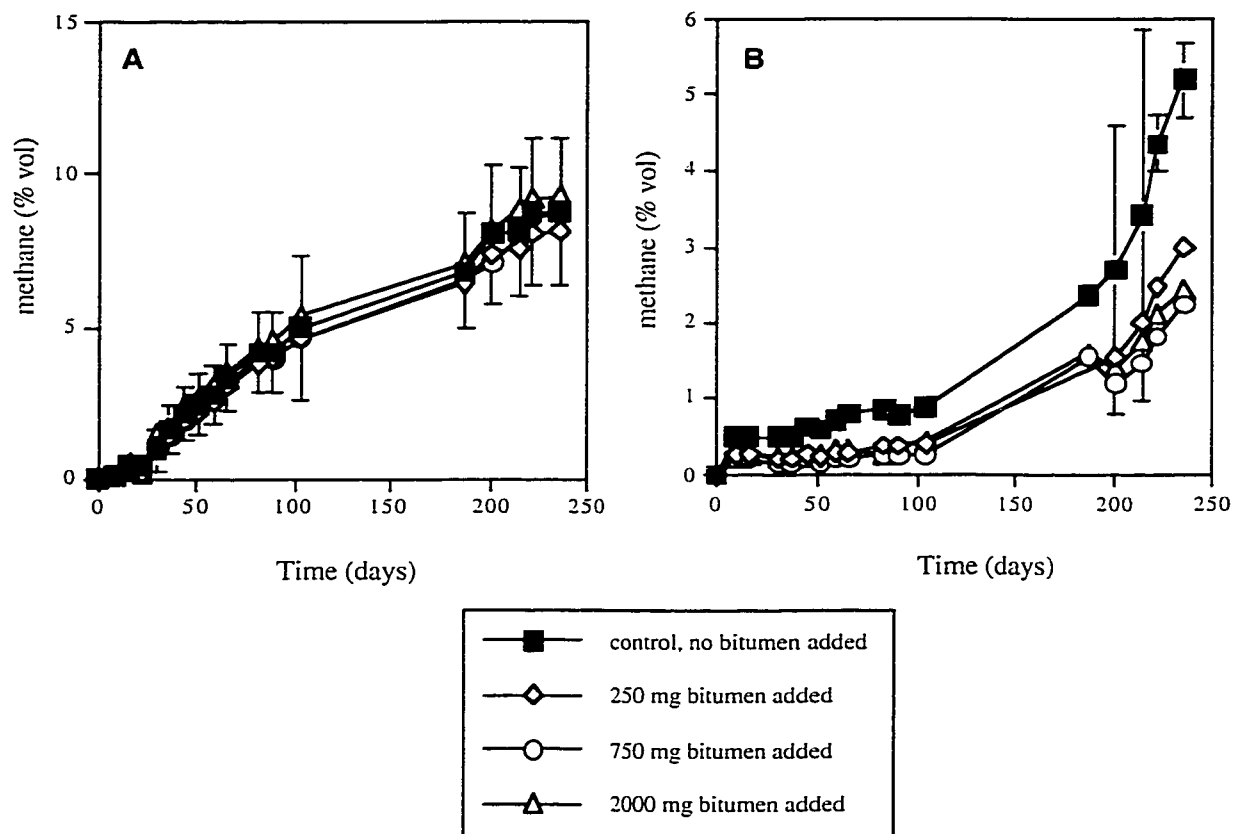 A
15
10
5
0
methane (% vol)
0 50 100 150 200 250
Time (days)
B
6
5
4
3
2
1
0
methane (% vol)
0 50 100 150 200 250
Time (days)
control, no bitumen added
250 mg bitumen added
750 mg bitumen added
2000 mg bitumen added